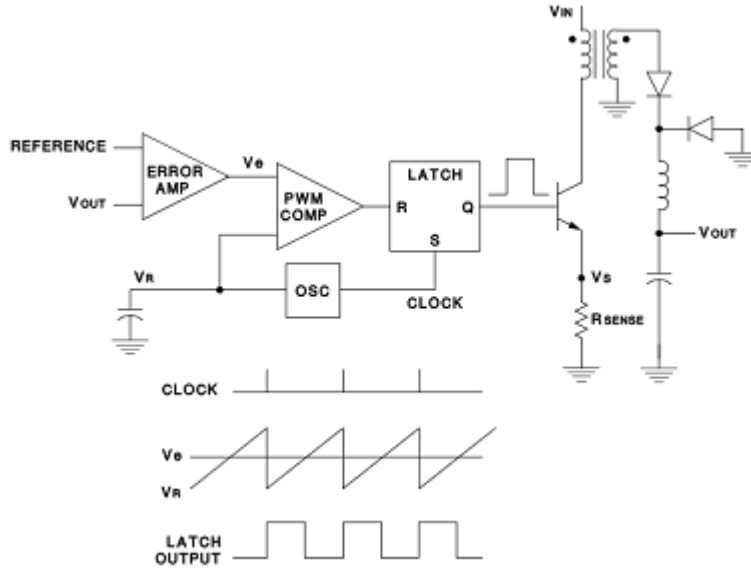 VIN
REFERENCE
ERROR
AMP
Ve
VOUT
PWM
COMP
LATCH
R
Q
S
VR
OSC
CLOCK
VS
RSENSE
VOUT
CLOCK
Ve
VR
LATCH
OUTPUT